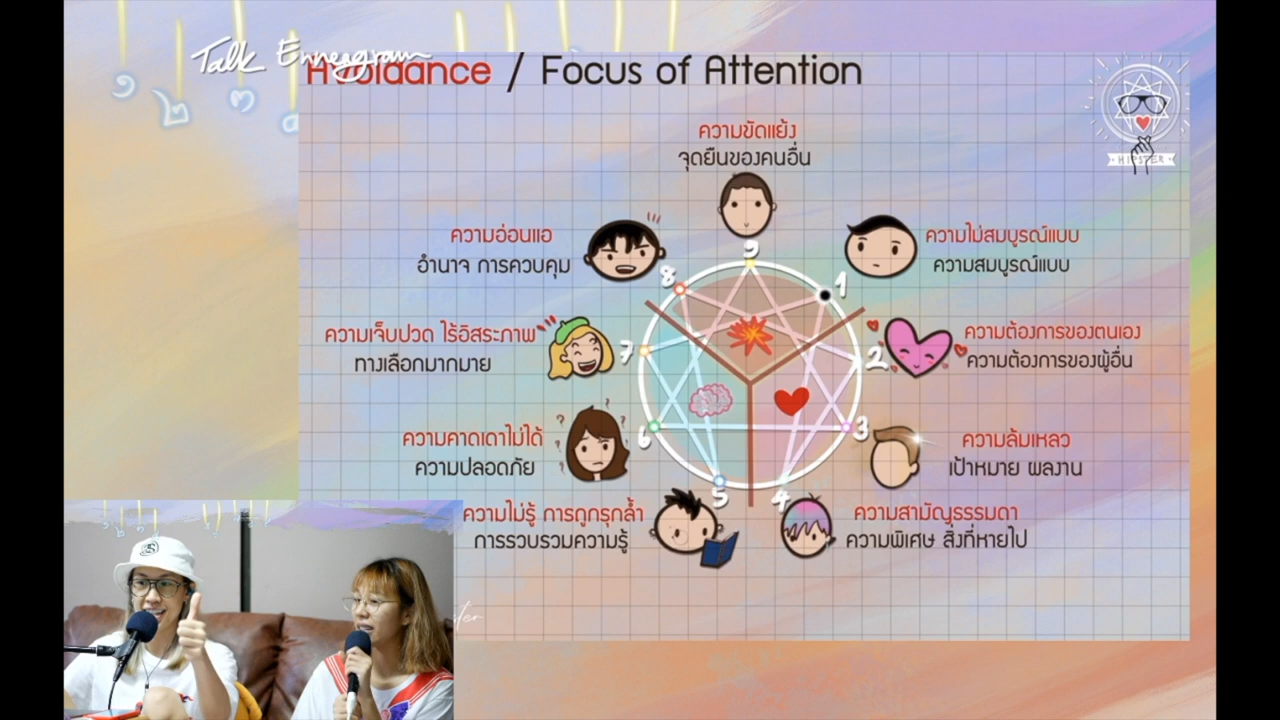 Talk Enneagram
Avoidance / Focus of Attention
๑ ๒ ๓
HIPSTER
ความขัดแย้ง
จุดยืนของคนอื่น
ความอ่อนแอ
อำนาจ การควบคุม
ความไม่สมบูรณ์แบบ
ความสมบูรณ์แบบ
9
8
1
ความเจ็บปวด ไร้อิสระภาพ
ทางเลือกมากมาย
7
2
ความต้องการของตนเอง
ความต้องการของผู้อื่น
ความคาดเดาไม่ได้
ความปลอดภัย
6
3
ความล้มเหลว
เป้าหมาย ผลงาน
5
4
ความไม่รู้ การถูกรุกล้ำ
การรวบรวมความรู้
ความสามัญธรรมดา
ความพิเศษ สิ่งที่หายไป